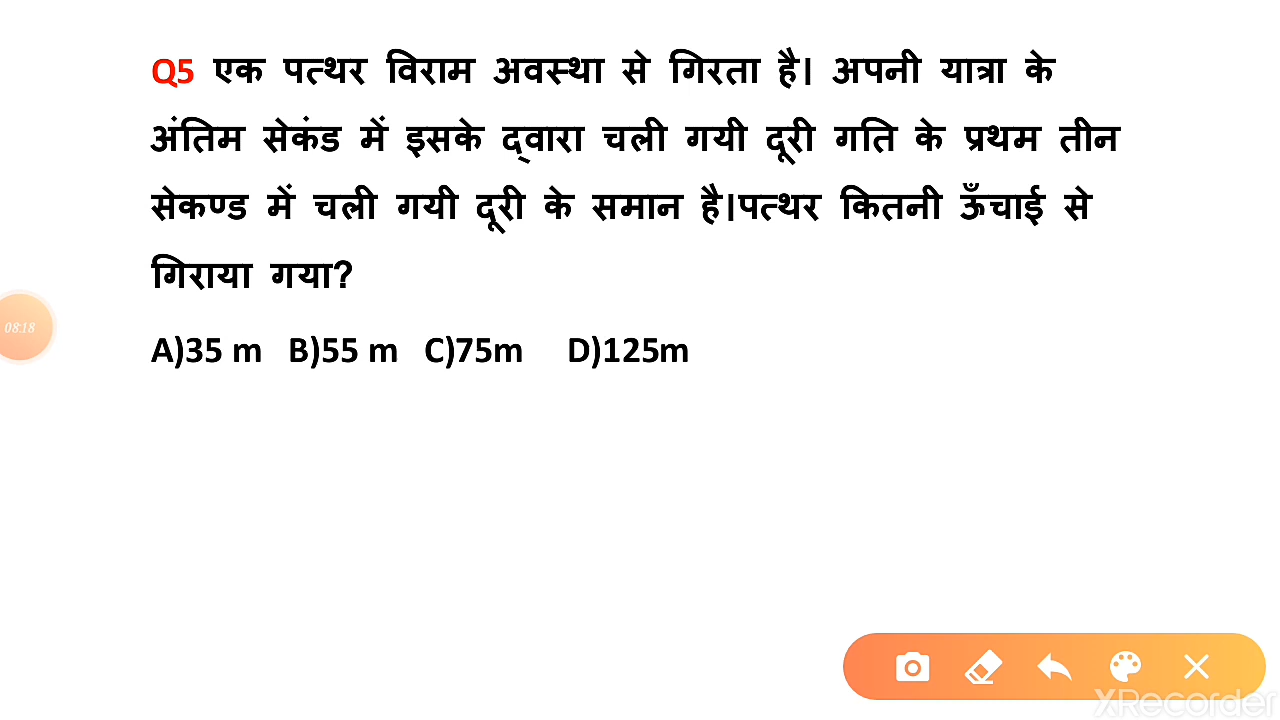 Q5 एक पत्थर विराम अवस्था से गिरता है। अपनी यात्रा के
अंतिम सेकंड में इसके द्वारा चली गयी दूरी गति के प्रथम तीन
सेकण्ड में चली गयी दूरी के समान है।पत्थर कितनी ऊँचाई से
गिराया गया?
A)35 m B)55 m C)75m D)125m
08:18
XRecorder